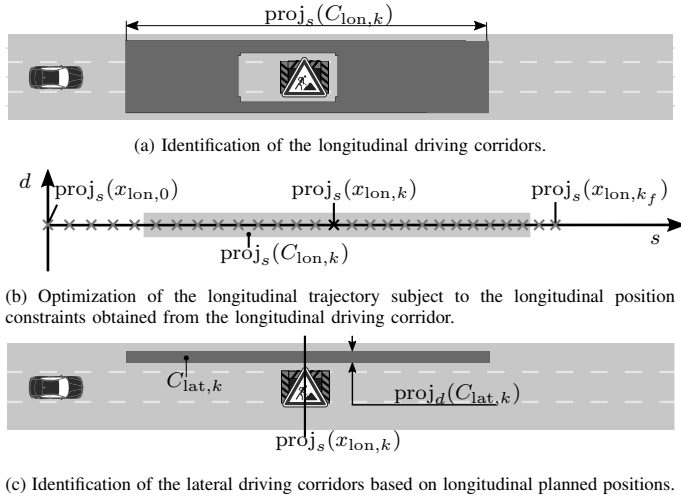 proj_s(C_lon,k)
(a) Identification of the longitudinal driving corridors.
d
proj_s(x_lon,0)
proj_s(x_lon,k)
proj_s(x_lon,k_f)
proj_s(C_lon,k)
s
(b) Optimization of the longitudinal trajectory subject to the longitudinal position
constraints obtained from the longitudinal driving corridor.
C_lat,k
proj_d(C_lat,k)
proj_s(x_lon,k)
(c) Identification of the lateral driving corridors based on longitudinal planned positions.